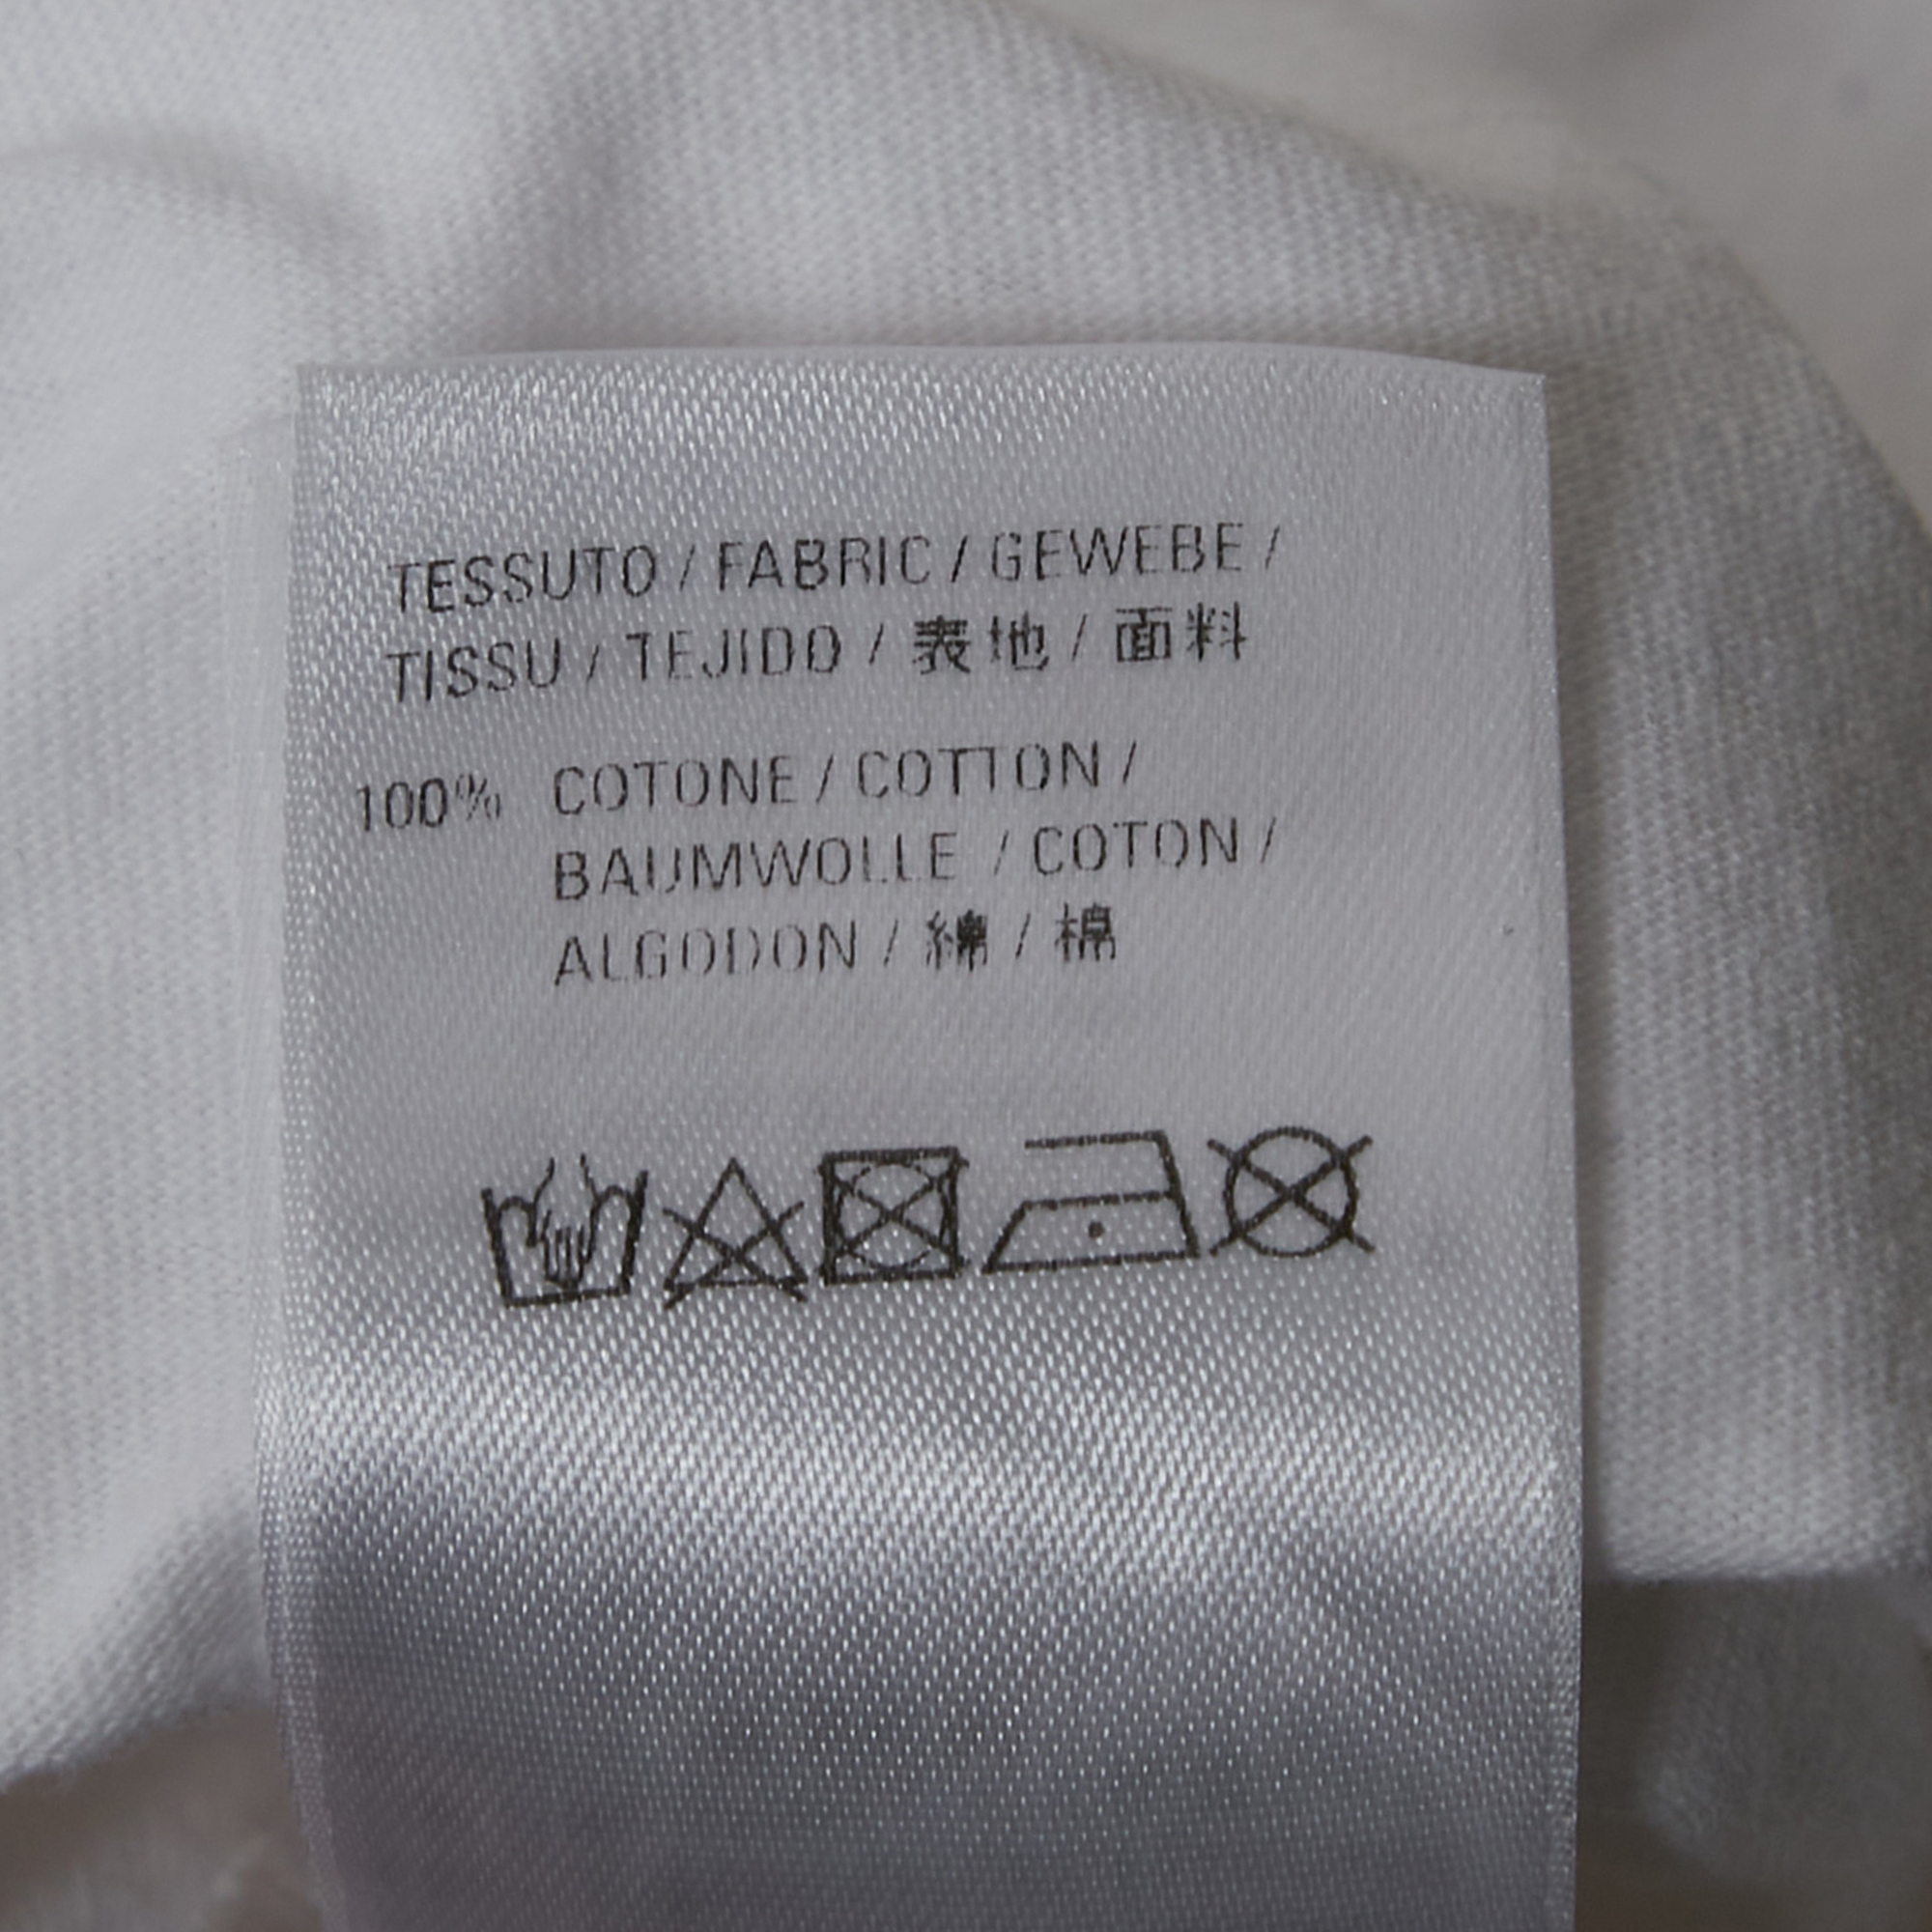 TESSUTO / FABRIC / GEWEBE /
TISSU / TEJIDO / 表地 / 面料
100% COTONE / COTTON /
BAUMWOLLE / COTON /
ALGODON / 綿 / 棉